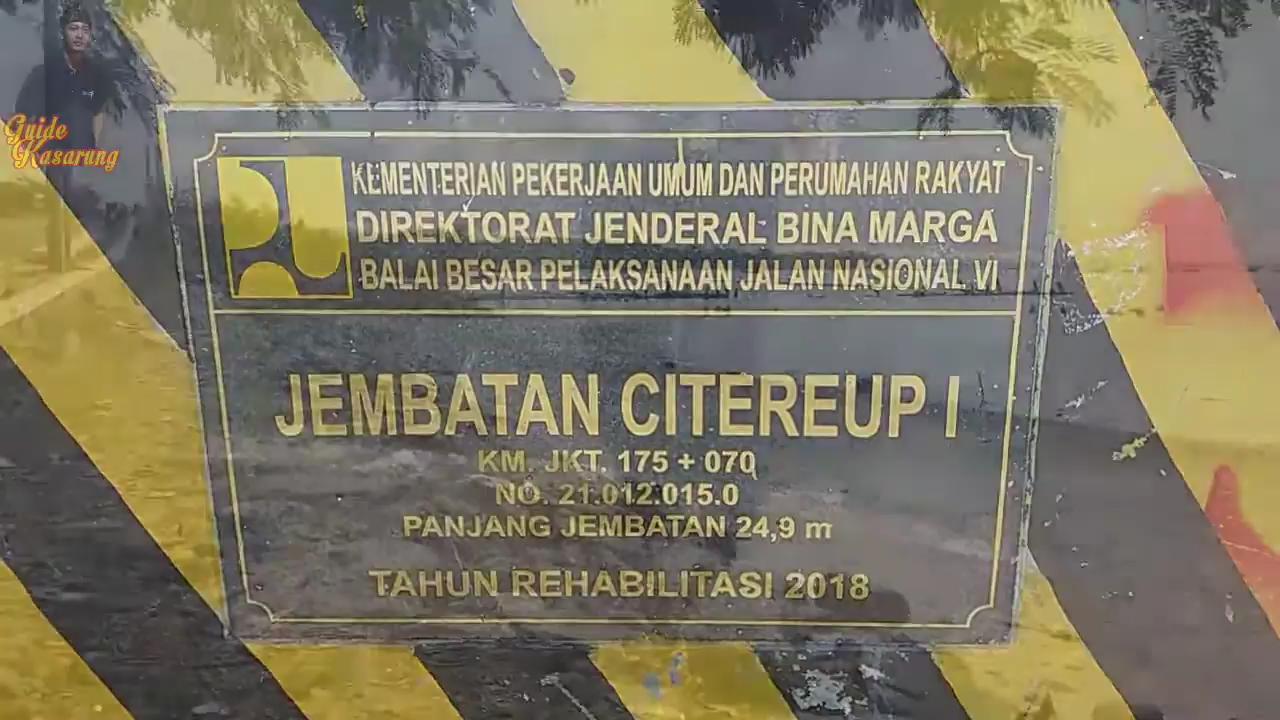 Guide
Kasarung
KEMENTERIAN PEKERJAAN UMUM DAN PERUMAHAN RAKYAT
DIREKTORAT JENDERAL BINA MARGA
BALAI BESAR PELAKSANAAN JALAN NASIONAL VI
JEMBATAN CITEREUP I
KM. JKT. 175 + 070
NO. 21.012.015.0
PANJANG JEMBATAN 24,9 m
TAHUN REHABILITASI 2018